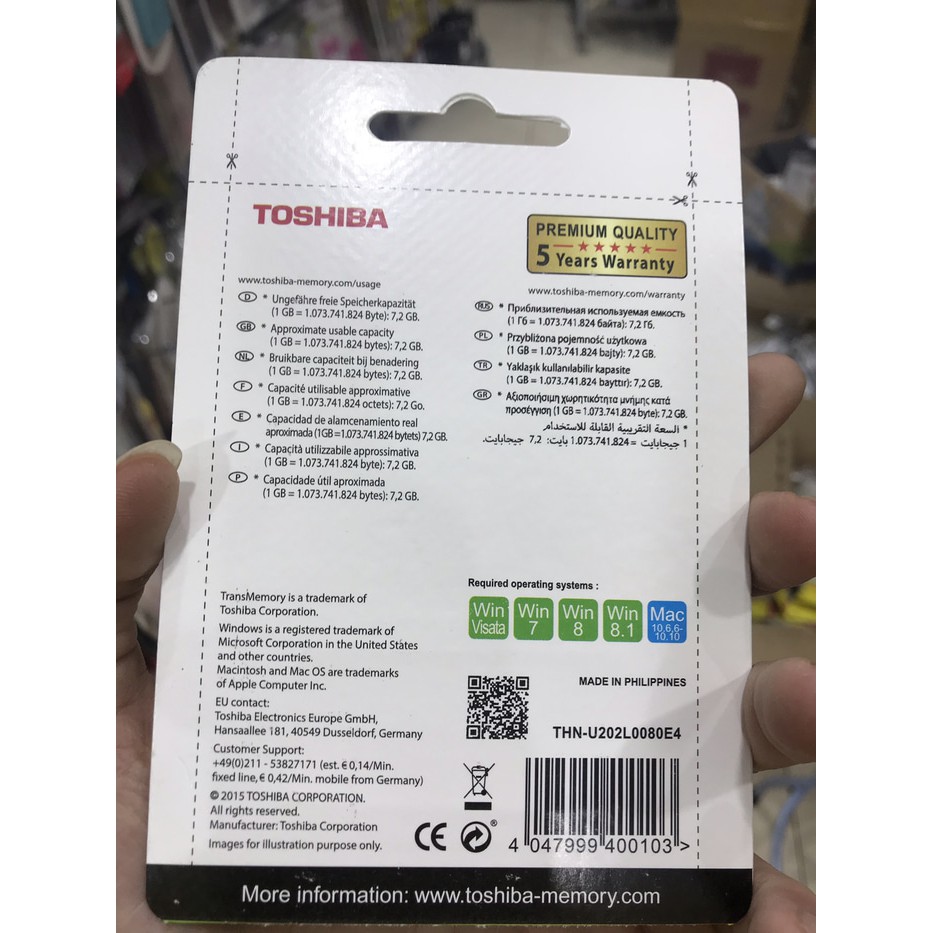 TOSHIBA
PREMIUM QUALITY
5 Years Warranty
www.toshiba-memory.com/usage
D * Ungefähre freie Speicherkapazität
(1 GB = 1.073.741.824 Byte): 7,2 GB.
GB * Approximate usable capacity
(1 GB = 1.073.741.824 bytes): 7,2 GB.
NL * Bruikbare capaciteit bij benadering
(1 GB = 1.073.741.824 bytes): 7,2 GB.
F * Capacité utilisable approximative
(1 GB = 1.073.741.824 octets): 7,2 Go.
E * Capacidad de alamcenamiento real
aproximada (1GB =1.073.741.824 bytets) 7,2 GB.
I * Capacità utilizzabile approssimativa
(1 GB = 1.073.741.824 byte): 7,2 GB.
P * Capacidade útil aproximada
(1 GB = 1.073.741.824 bytes): 7,2 GB.
www.toshiba-memory.com/warranty
RUS * Приблизительная используемая емкость
(1 Гб = 1.073.741.824 байта): 7,2 Гб.
PL * Przybliżona pojemność użytkowa
(1 GB = 1.073.741.824 bajty): 7,2 GB.
TR * Yaklaşık kullanılabilir kapasite
(1 GB = 1.073.741.824 bayttır): 7,2 GB.
GR * Αξιοποιήσιμη χωρητικότητα μνήμης κατά
προσέγγιση (1 GB = 1.073.741.824 byte): 7,2 GB.
* السعة التقريبية القابلة للاستخدام
1 جيجابايت = 1.073.741.824 بايت: 7,2 جيجابايت.
TransMemory is a trademark of
Toshiba Corporation.
Windows is a registered trademark of
Microsoft Corporation in the United States
and other countries.
Macintosh and Mac OS are trademarks
of Apple Computer Inc.
EU contact:
Toshiba Electronics Europe GmbH,
Hansaallee 181, 40549 Dusseldorf, Germany
Customer Support:
+49(0)211 - 53827171 (est. € 0,14/Min.
fixed line, € 0,42/Min. mobile from Germany)
© 2015 TOSHIBA CORPORATION.
All rights reserved.
Manufacturer: Toshiba Corporation
Images for illustration purpose only.
Required operating systems :
Win Visata
Win 7
Win 8
Win 8.1
Mac 10,6,6-10.10
MADE IN PHILIPPINES
THN-U202L0080E4
CE
®
4 047999 400103 >
More information: www.toshiba-memory.com